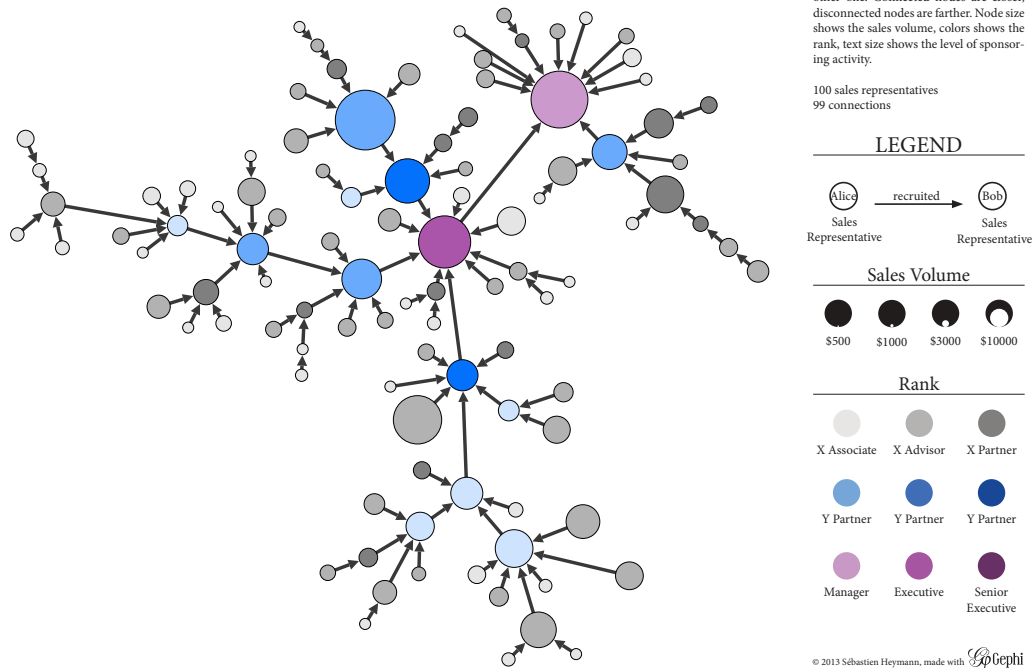 disconnected nodes are farther. Node size
shows the sales volume, colors shows the
rank, text size shows the level of sponsor-
ing activity.
100 sales representatives
99 connections
LEGEND
Alice
recruited
Bob
Sales
Representative
Sales
Representative
Sales Volume
$500
$1000
$3000
$10000
Rank
X Associate
X Advisor
X Partner
Y Partner
Y Partner
Y Partner
Manager
Executive
Senior
Executive
© 2013 Sébastien Heymann, made with Gephi